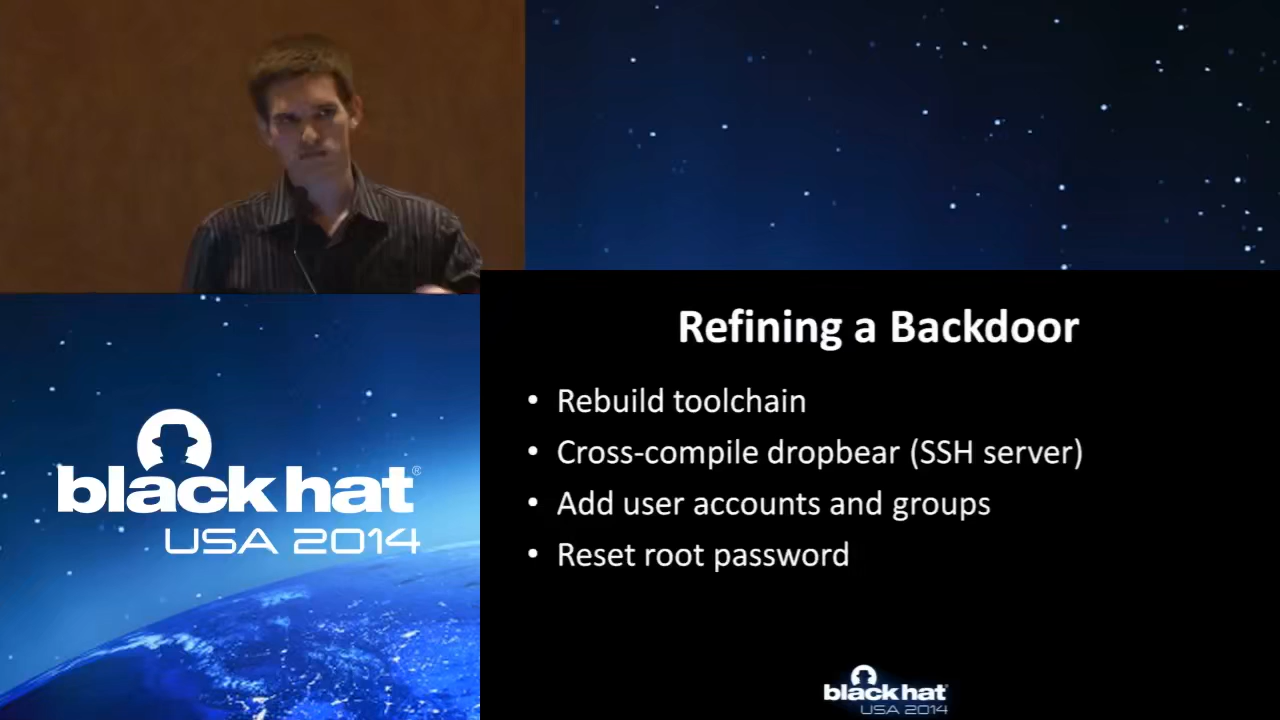 Refining a Backdoor
• Rebuild toolchain
• Cross-compile dropbear (SSH server)
• Add user accounts and groups
• Reset root password
black hat®
USA 2014
black hat
USA 2014